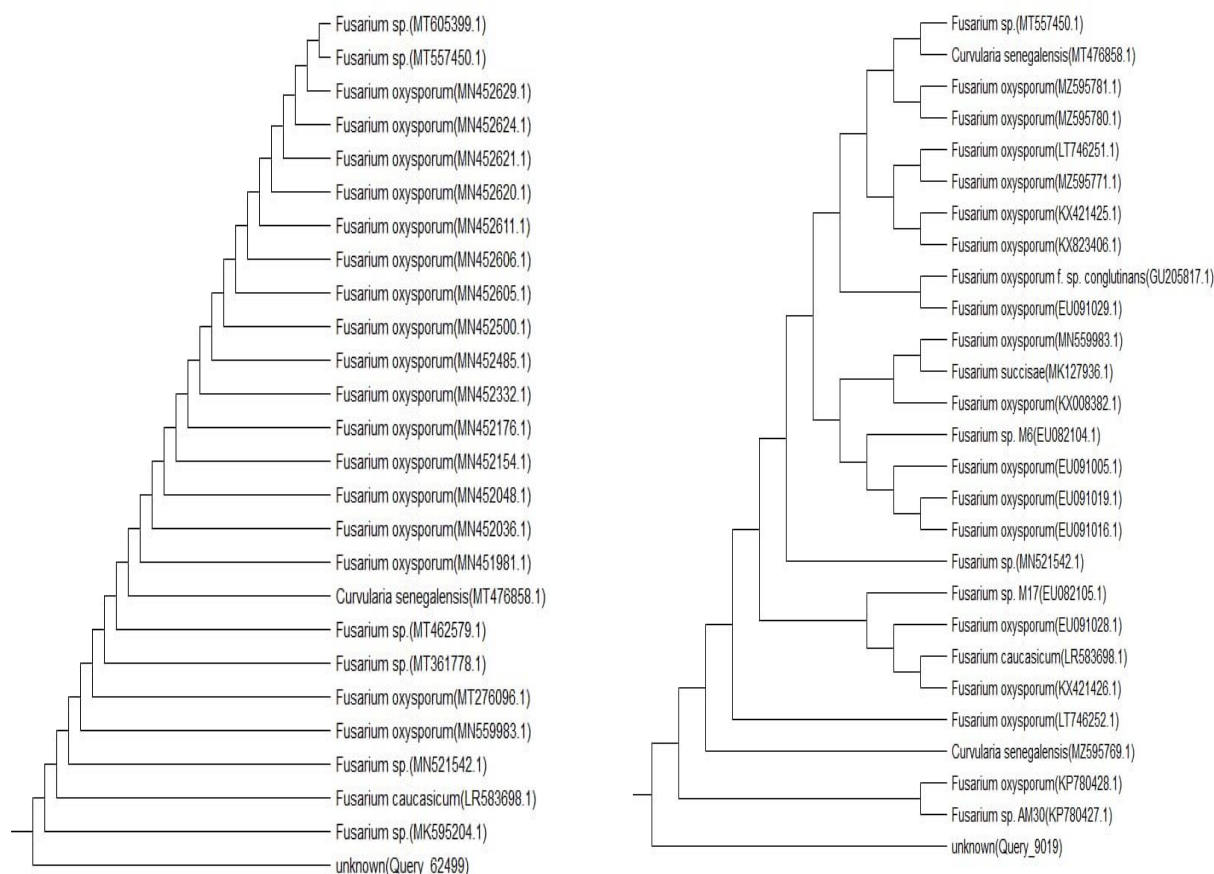 Fusarium sp.(MT605399.1)
Fusarium sp.(MT557450.1)
Fusarium oxysporum(MN452629.1)
Fusarium oxysporum(MN452624.1)
Fusarium oxysporum(MN452621.1)
Fusarium oxysporum(MN452620.1)
Fusarium oxysporum(MN452611.1)
Fusarium oxysporum(MN452606.1)
Fusarium oxysporum(MN452605.1)
Fusarium oxysporum(MN452500.1)
Fusarium oxysporum(MN452485.1)
Fusarium oxysporum(MN452332.1)
Fusarium oxysporum(MN452176.1)
Fusarium oxysporum(MN452154.1)
Fusarium oxysporum(MN452048.1)
Fusarium oxysporum(MN452036.1)
Fusarium oxysporum(MN451981.1)
Curvularia senegalensis(MT476858.1)
Fusarium sp.(MT462579.1)
Fusarium sp.(MT361778.1)
Fusarium oxysporum(MT276096.1)
Fusarium oxysporum(MN559983.1)
Fusarium sp.(MN521542.1)
Fusarium caucasicum(LR583698.1)
Fusarium sp.(MK595204.1)
unknown(Query_62499)
Fusarium sp.(MT557450.1)
Curvularia senegalensis(MT476858.1)
Fusarium oxysporum(MZ595781.1)
Fusarium oxysporum(MZ595780.1)
Fusarium oxysporum(LT746251.1)
Fusarium oxysporum(MZ595771.1)
Fusarium oxysporum(KX421425.1)
Fusarium oxysporum(KX823406.1)
Fusarium oxysporum f. sp. conglutinans(GU205817.1)
Fusarium oxysporum(EU091029.1)
Fusarium oxysporum(MN559983.1)
Fusarium succisae(MK127936.1)
Fusarium oxysporum(KX008382.1)
Fusarium sp. M6(EU082104.1)
Fusarium oxysporum(EU091005.1)
Fusarium oxysporum(EU091019.1)
Fusarium oxysporum(EU091016.1)
Fusarium sp.(MN521542.1)
Fusarium sp. M17(EU082105.1)
Fusarium oxysporum(EU091028.1)
Fusarium caucasicum(LR583698.1)
Fusarium oxysporum(KX421426.1)
Fusarium oxysporum(LT746252.1)
Curvularia senegalensis(MZ595769.1)
Fusarium oxysporum(KP780428.1)
Fusarium sp. AM30(KP780427.1)
unknown(Query_9019)